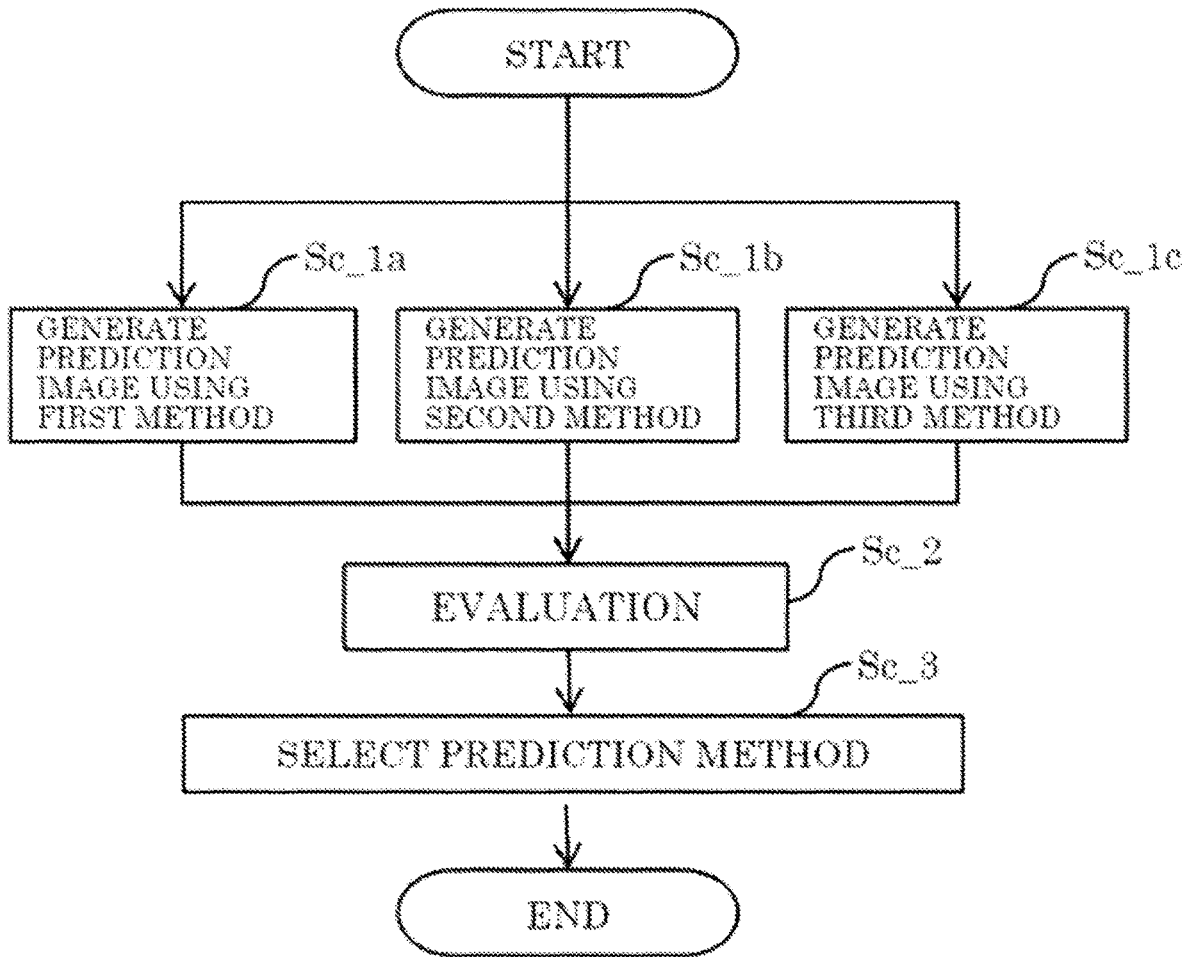 START
Sc_1a
Sc_1b
Sc_1c
GENERATE
PREDICTION
IMAGE USING
FIRST METHOD
GENERATE
PREDICTION
IMAGE USING
SECOND METHOD
GENERATE
PREDICTION
IMAGE USING
THIRD METHOD
Sc_2
EVALUATION
Sc_3
SELECT PREDICTION METHOD
END